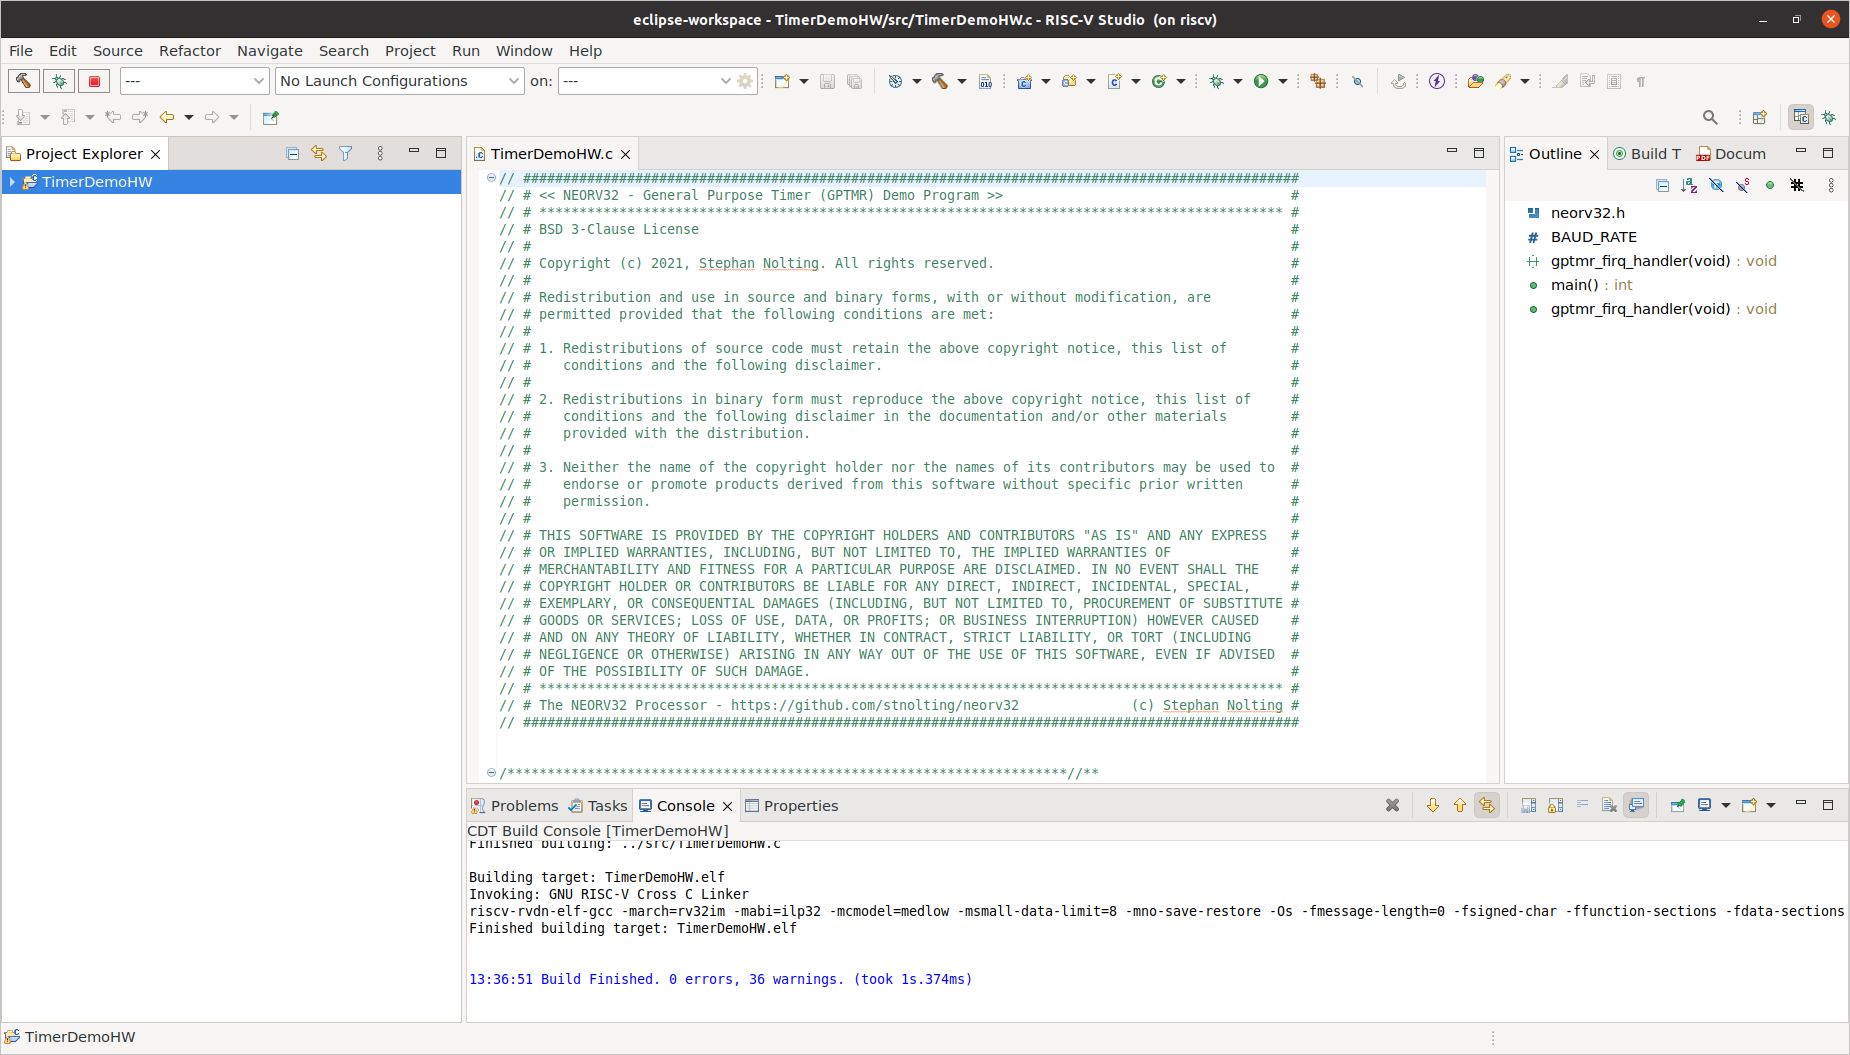 eclipse-workspace - TimerDemoHW/src/TimerDemoHW.c - RISC-V Studio  (on riscv)
File Edit Source Refactor Navigate Search Project Run Window Help
--- No Launch Configurations on: ---
Project Explorer
TimerDemoHW
TimerDemoHW.c
// #################################################################################################
// # << NEORV32 - General Purpose Timer (GPTMR) Demo Program >> #
// # ********************************************************************************************* #
// # BSD 3-Clause License #
// # #
// # Copyright (c) 2021, Stephan Nolting. All rights reserved. #
// # #
// # Redistribution and use in source and binary forms, with or without modification, are #
// # permitted provided that the following conditions are met: #
// # #
// # 1. Redistributions of source code must retain the above copyright notice, this list of #
// #    conditions and the following disclaimer. #
// # #
// # 2. Redistributions in binary form must reproduce the above copyright notice, this list of #
// #    conditions and the following disclaimer in the documentation and/or other materials #
// #    provided with the distribution. #
// # #
// # 3. Neither the name of the copyright holder nor the names of its contributors may be used to #
// #    endorse or promote products derived from this software without specific prior written #
// #    permission. #
// # #
// # THIS SOFTWARE IS PROVIDED BY THE COPYRIGHT HOLDERS AND CONTRIBUTORS "AS IS" AND ANY EXPRESS #
// # OR IMPLIED WARRANTIES, INCLUDING, BUT NOT LIMITED TO, THE IMPLIED WARRANTIES OF #
// # MERCHANTABILITY AND FITNESS FOR A PARTICULAR PURPOSE ARE DISCLAIMED. IN NO EVENT SHALL THE #
// # COPYRIGHT HOLDER OR CONTRIBUTORS BE LIABLE FOR ANY DIRECT, INDIRECT, INCIDENTAL, SPECIAL, #
// # EXEMPLARY, OR CONSEQUENTIAL DAMAGES (INCLUDING, BUT NOT LIMITED TO, PROCUREMENT OF SUBSTITUTE #
// # GOODS OR SERVICES; LOSS OF USE, DATA, OR PROFITS; OR BUSINESS INTERRUPTION) HOWEVER CAUSED #
// # AND ON ANY THEORY OF LIABILITY, WHETHER IN CONTRACT, STRICT LIABILITY, OR TORT (INCLUDING #
// # NEGLIGENCE OR OTHERWISE) ARISING IN ANY WAY OUT OF THE USE OF THIS SOFTWARE, EVEN IF ADVISED #
// # OF THE POSSIBILITY OF SUCH DAMAGE. #
// # ********************************************************************************************* #
// # The NEORV32 Processor - https://github.com/stnolting/neorv32 (c) Stephan Nolting #
// #################################################################################################
/**********************************************************************//**
Outline Build T Docum
neorv32.h
BAUD_RATE
gptmr_firq_handler(void) : void
main() : int
gptmr_firq_handler(void) : void
Problems Tasks Console Properties
CDT Build Console [TimerDemoHW]
Finished building: ../src/TimerDemoHW.c
Building target: TimerDemoHW.elf
Invoking: GNU RISC-V Cross C Linker
riscv-rvdn-elf-gcc -march=rv32im -mabi=ilp32 -mcmodel=medlow -msmall-data-limit=8 -mno-save-restore -Os -fmessage-length=0 -fsigned-char -ffunction-sections -fdata-sections
Finished building target: TimerDemoHW.elf
13:36:51 Build Finished. 0 errors, 36 warnings. (took 1s.374ms)
TimerDemoHW